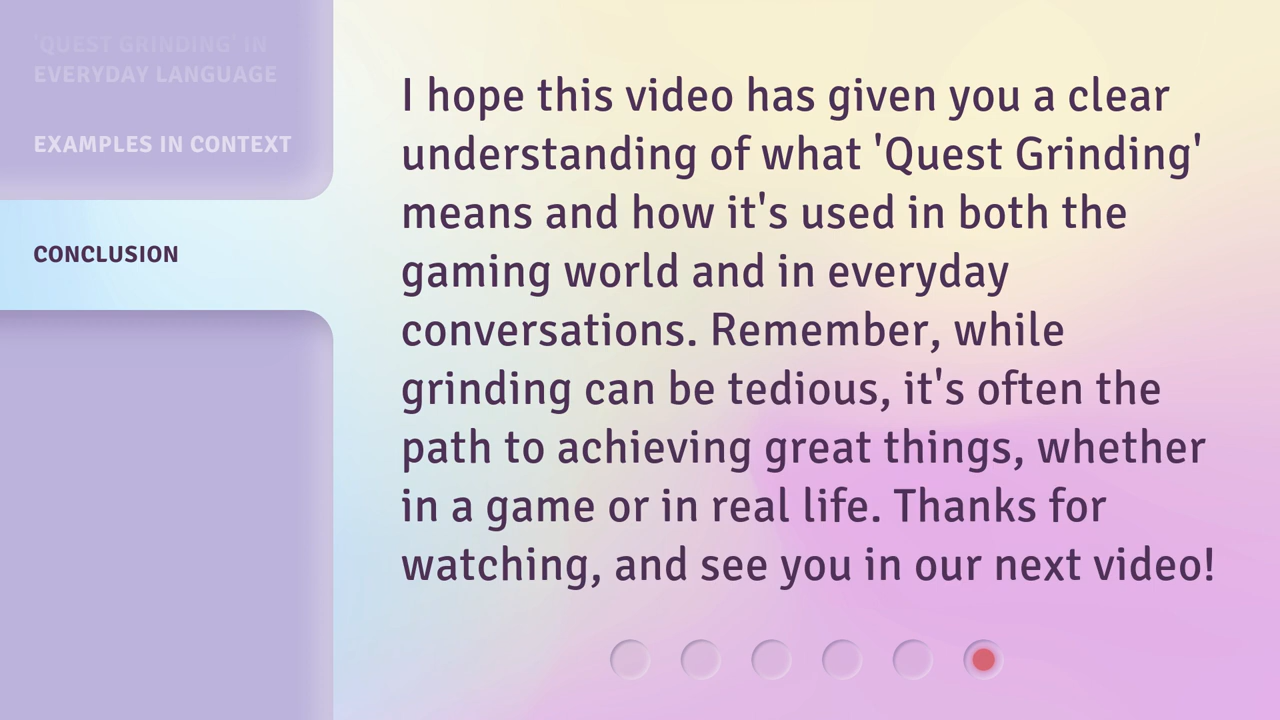 'QUEST GRINDING' IN
EVERYDAY LANGUAGE
EXAMPLES IN CONTEXT
CONCLUSION
I hope this video has given you a clear
understanding of what 'Quest Grinding'
means and how it's used in both the
gaming world and in everyday
conversations. Remember, while
grinding can be tedious, it's often the
path to achieving great things, whether
in a game or in real life. Thanks for
watching, and see you in our next video!